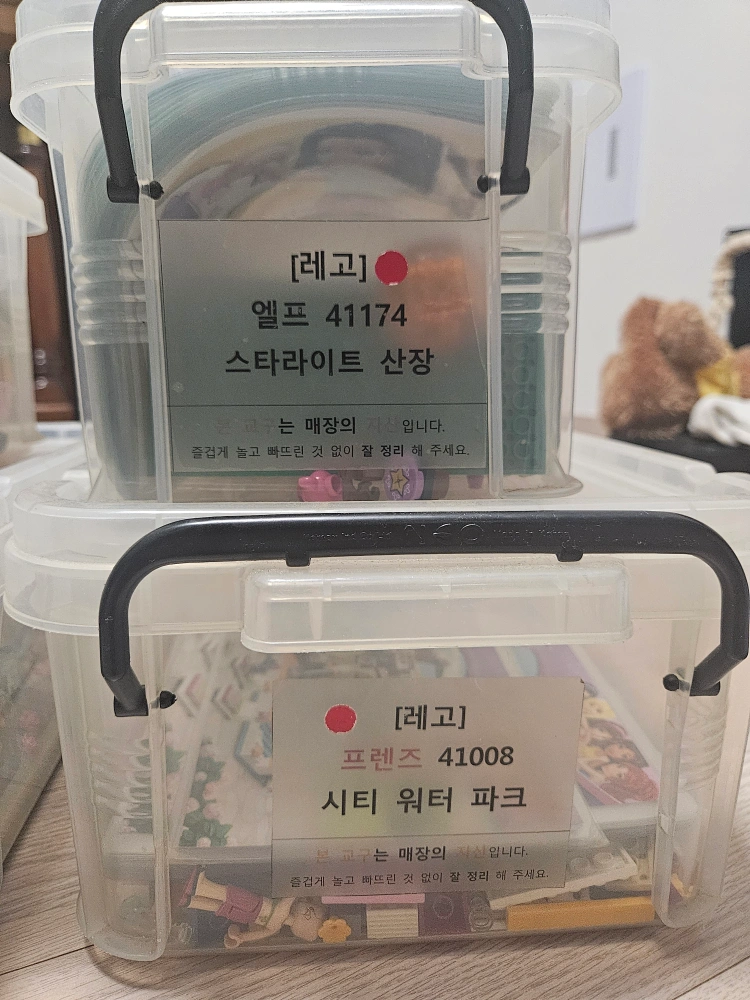 [레고]
엘프 41174
스타라이트 산장
본 교구는 매장의 자산입니다.
즐겁게 놀고 빠뜨린 것 없이 잘 정리 해 주세요.
NEO
[레고]
프렌즈 41008
시티 워터 파크
본 교구는 매장의 자산입니다.
즐겁게 놀고 빠뜨린 것 없이 잘 정리 해 주세요.